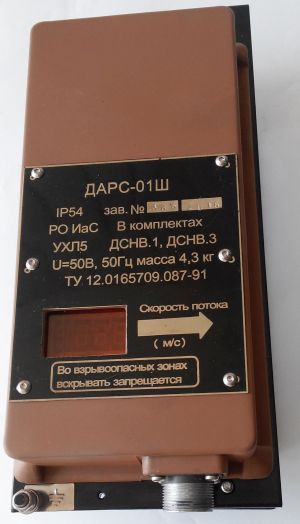 ДАРС-01Ш
IP54 зав. №
РО ИаС В комплектах
УХЛ5 ДСНВ.1, ДСНВ.3
U=50В, 50Гц масса 4,3 кг
ТУ 12.0165709.087-91
Скорость потока
( м/с)
Во взрывоопасных зонах
вскрывать запрещается